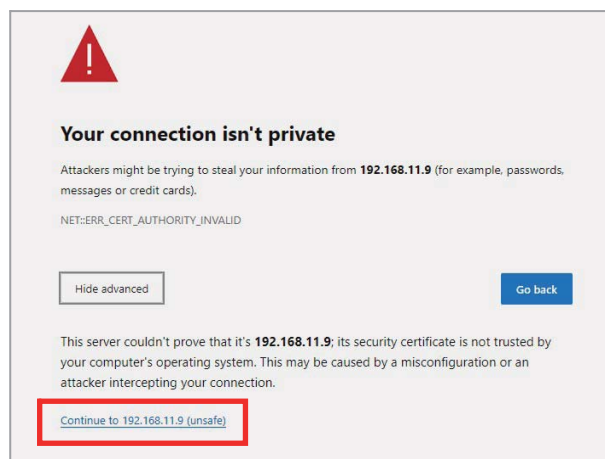 !
Your connection isn't private
Attackers might be trying to steal your information from 192.168.11.9 (for example, passwords,
messages or credit cards).
NET::ERR_CERT_AUTHORITY_INVALID
Hide advanced
Go back
This server couldn't prove that it's 192.168.11.9; its security certificate is not trusted by
your computer's operating system. This may be caused by a misconfiguration or an
attacker intercepting your connection.
Continue to 192.168.11.9 (unsafe)